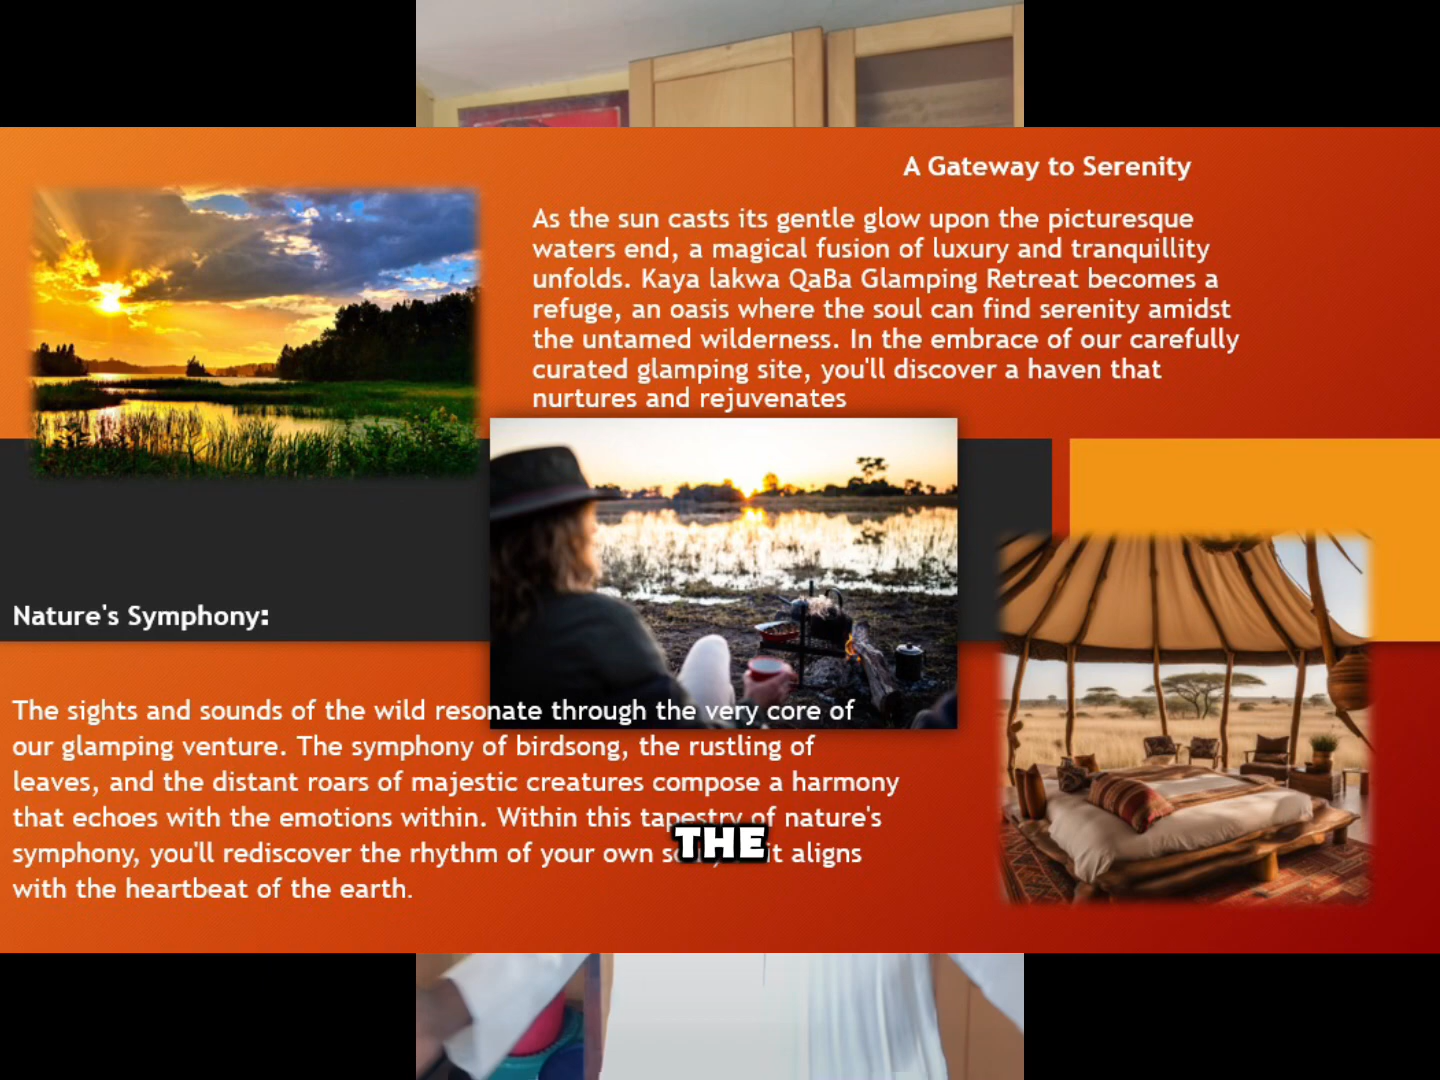 A Gateway to Serenity
As the sun casts its gentle glow upon the picturesque
waters end, a magical fusion of luxury and tranquillity
unfolds. Kaya lakwa QaBa Glamping Retreat becomes a
refuge, an oasis where the soul can find serenity amidst
the untamed wilderness. In the embrace of our carefully
curated glamping site, you'll discover a haven that
nurtures and rejuvenates
Nature's Symphony:
The sights and sounds of the wild resonate through the very core of
our glamping venture. The symphony of birdsong, the rustling of
leaves, and the distant roars of majestic creatures compose a harmony
that echoes with the emotions within. Within this tapestry of nature's
symphony, you'll rediscover the rhythm of your own it aligns
with the heartbeat of the earth.
THE